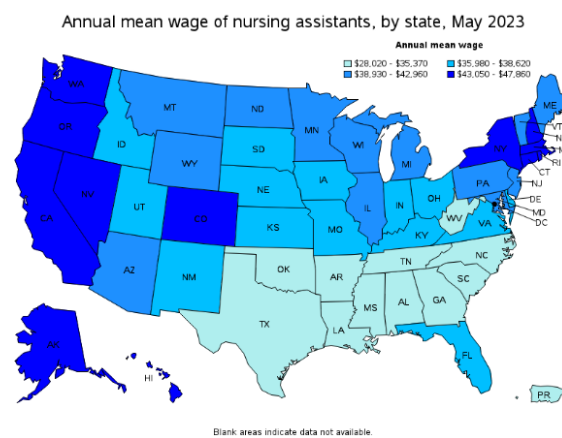 Annual mean wage of nursing assistants, by state, May 2023
Annual mean wage
$28,020 - $35,370 $35,980 - $38,620
$38,930 - $42,960 $43,050 - $47,860
WA
MT
ND
MN
ME
OR
ID
SD
WI
MI
NY
VT
WY
IA
NE
PA
RI
CT
NJ
NV
UT
CO
IL
IN
OH
DE
MD
DC
CA
KS
MO
KY
WV
VA
AZ
NM
OK
AR
TN
NC
SC
TX
LA
MS
AL
GA
FL
AK
HI
PR
Blank areas indicate data not available.